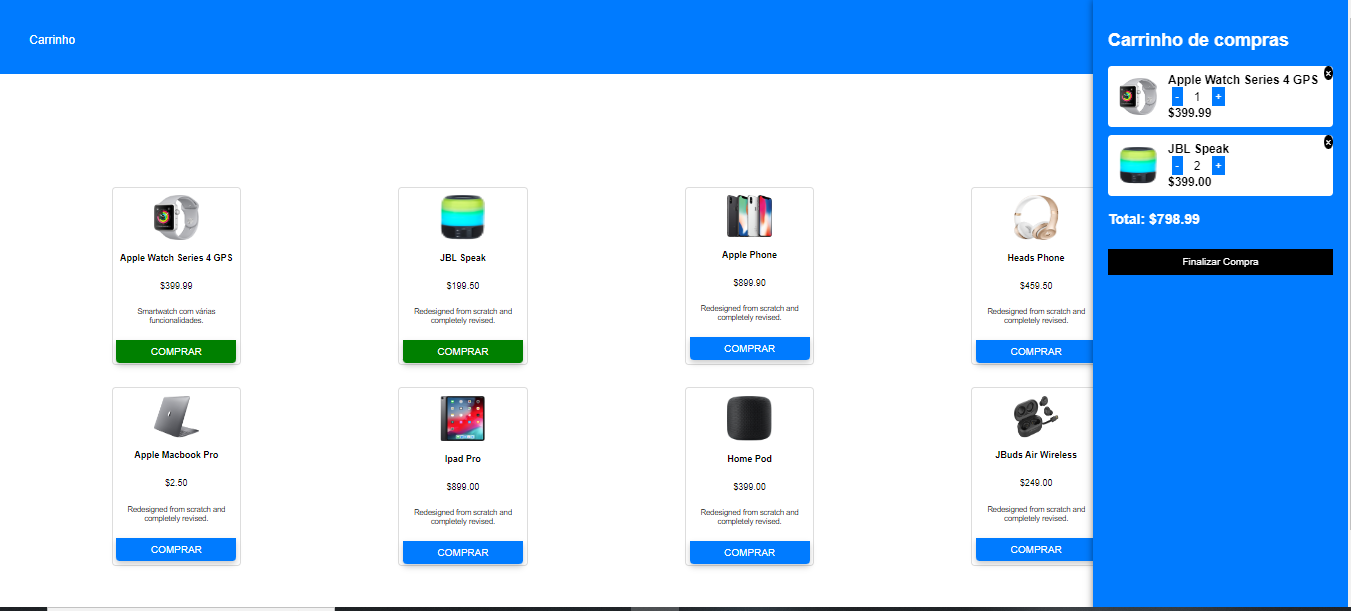 Carrinho
Apple Watch Series 4 GPS
$399.99
Smartwatch com várias
funcionalidades.
COMPRAR
JBL Speak
$199.50
Redesigned from scratch and
completely revised.
COMPRAR
Apple Phone
$899.90
Redesigned from scratch and
completely revised.
COMPRAR
Heads Phone
$459.50
Redesigned from scratch and
completely revised.
COMPRAR
Apple Macbook Pro
$2.50
Redesigned from scratch and
completely revised.
COMPRAR
Ipad Pro
$899.00
Redesigned from scratch and
completely revised.
COMPRAR
Home Pod
$399.00
Redesigned from scratch and
completely revised.
COMPRAR
JBuds Air Wireless
$249.00
Redesigned from scratch and
completely revised.
COMPRAR
Carrinho de compras
Apple Watch Series 4 GPS
- 1 +
$399.99
JBL Speak
- 2 +
$399.00
Total: $798.99
Finalizar Compra